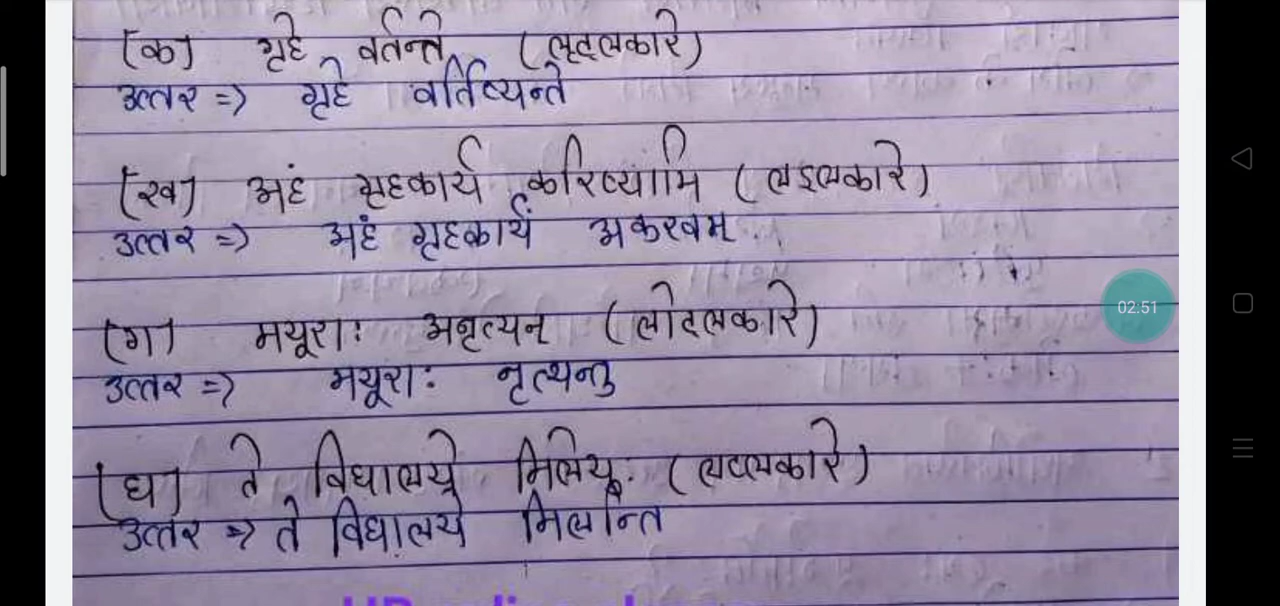 (क) गृहे वर्तन्ते (लृट्लकारे)
उत्तर => गृहे वर्तिष्यन्ते
(ख) अहं गृहकार्य करिष्यामि (लङ्लकारे)
उत्तर => अहं गृहकार्यं अकरवम्
(ग) मयूराः अनृत्यन् (लोट्लकारे)
उत्तर => मयूराः नृत्यन्तु
(घ) ते विद्यालये मिलेयुः (लट्लकारे)
उत्तर => ते विद्यालये मिलन्ति
02:51